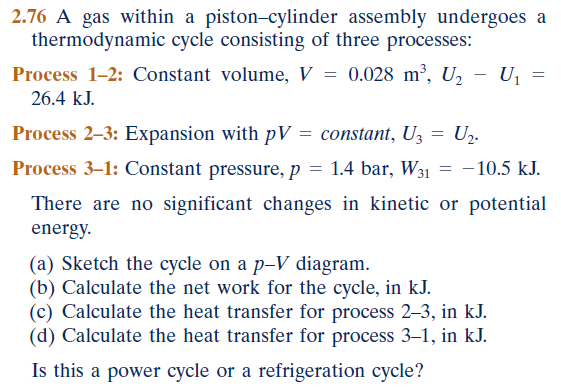 2.76 A gas within a piston–cylinder assembly undergoes a
thermodynamic cycle consisting of three processes:
Process 1–2: Constant volume, V = 0.028 m³, U₂ − U₁ =
26.4 kJ.
Process 2–3: Expansion with pV = constant, U₃ = U₂.
Process 3–1: Constant pressure, p = 1.4 bar, W₃₁ = −10.5 kJ.
There are no significant changes in kinetic or potential
energy.
(a) Sketch the cycle on a p–V diagram.
(b) Calculate the net work for the cycle, in kJ.
(c) Calculate the heat transfer for process 2–3, in kJ.
(d) Calculate the heat transfer for process 3–1, in kJ.
Is this a power cycle or a refrigeration cycle?